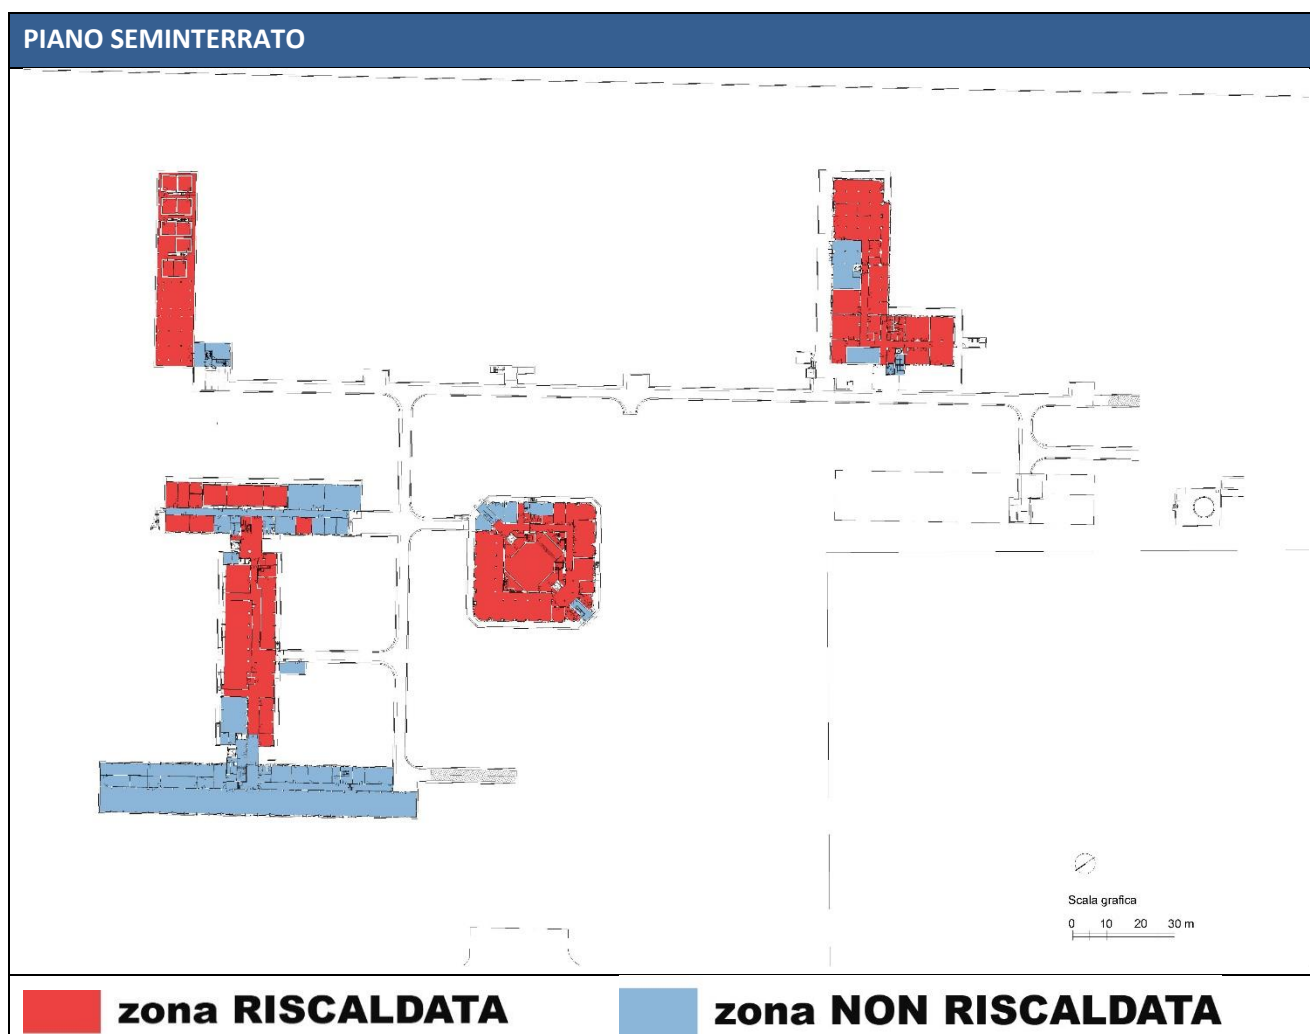 PIANO SEMINTERRATO
Scala grafica
0 10 20 30 m
zona RISCALDATA
zona NON RISCALDATA